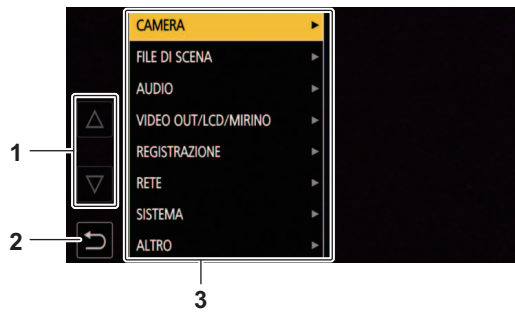 CAMERA
FILE DI SCENA
AUDIO
VIDEO OUT/LCD/MIRINO
REGISTRAZIONE
RETE
SISTEMA
ALTRO
1
2
3